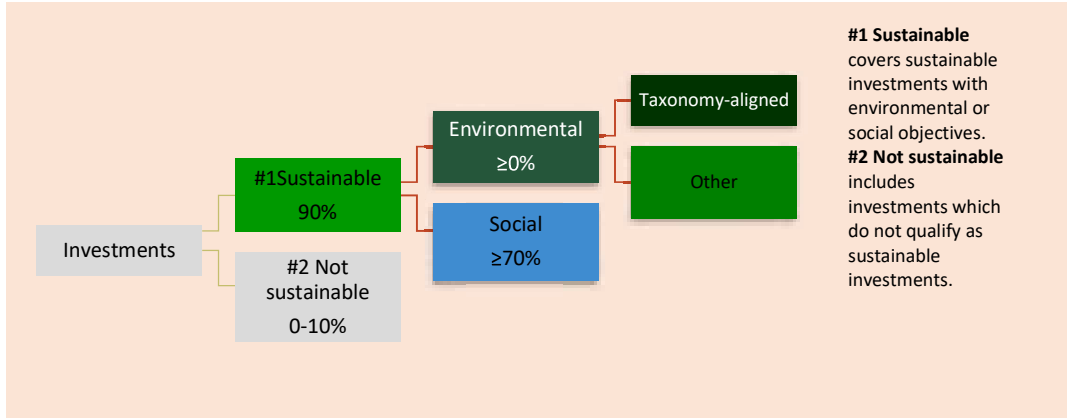 Investments
#1Sustainable
90%
#2 Not
sustainable
0-10%
Environmental
≥0%
Social
≥70%
Taxonomy-aligned
Other
#1 Sustainable
covers sustainable
investments with
environmental or
social objectives.
#2 Not sustainable
includes
investments which
do not qualify as
sustainable
investments.